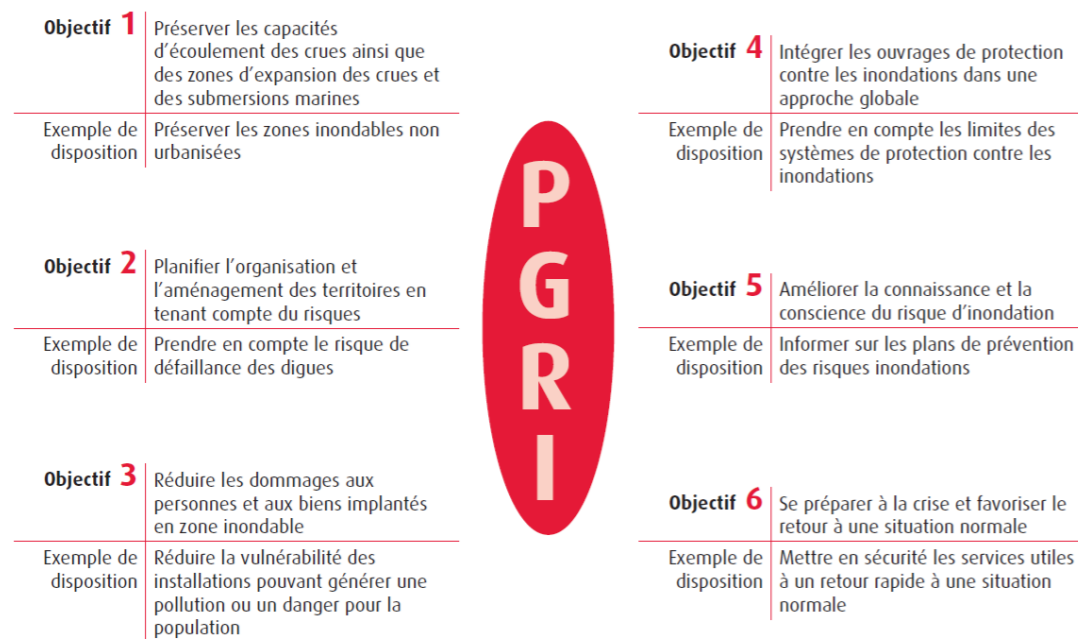 Objectif 1
Préserver les capacités
d'écoulement des crues ainsi que
des zones d'expansion des crues et
des submersions marines
Exemple de
disposition
Préserver les zones inondables non
urbanisées
Objectif 2
Planifier l'organisation et
l'aménagement des territoires en
tenant compte du risques
Exemple de
disposition
Prendre en compte le risque de
défaillance des digues
Objectif 3
Réduire les dommages aux
personnes et aux biens implantés
en zone inondable
Exemple de
disposition
Réduire la vulnérabilité des
installations pouvant générer une
pollution ou un danger pour la
population
P
G
R
I
Objectif 4
Intégrer les ouvrages de protection
contre les inondations dans une
approche globale
Exemple de
disposition
Prendre en compte les limites des
systèmes de protection contre les
inondations
Objectif 5
Améliorer la connaissance et la
conscience du risque d'inondation
Exemple de
disposition
Informer sur les plans de prévention
des risques inondations
Objectif 6
Se préparer à la crise et favoriser le
retour à une situation normale
Exemple de
disposition
Mettre en sécurité les services utiles
à un retour rapide à une situation
normale